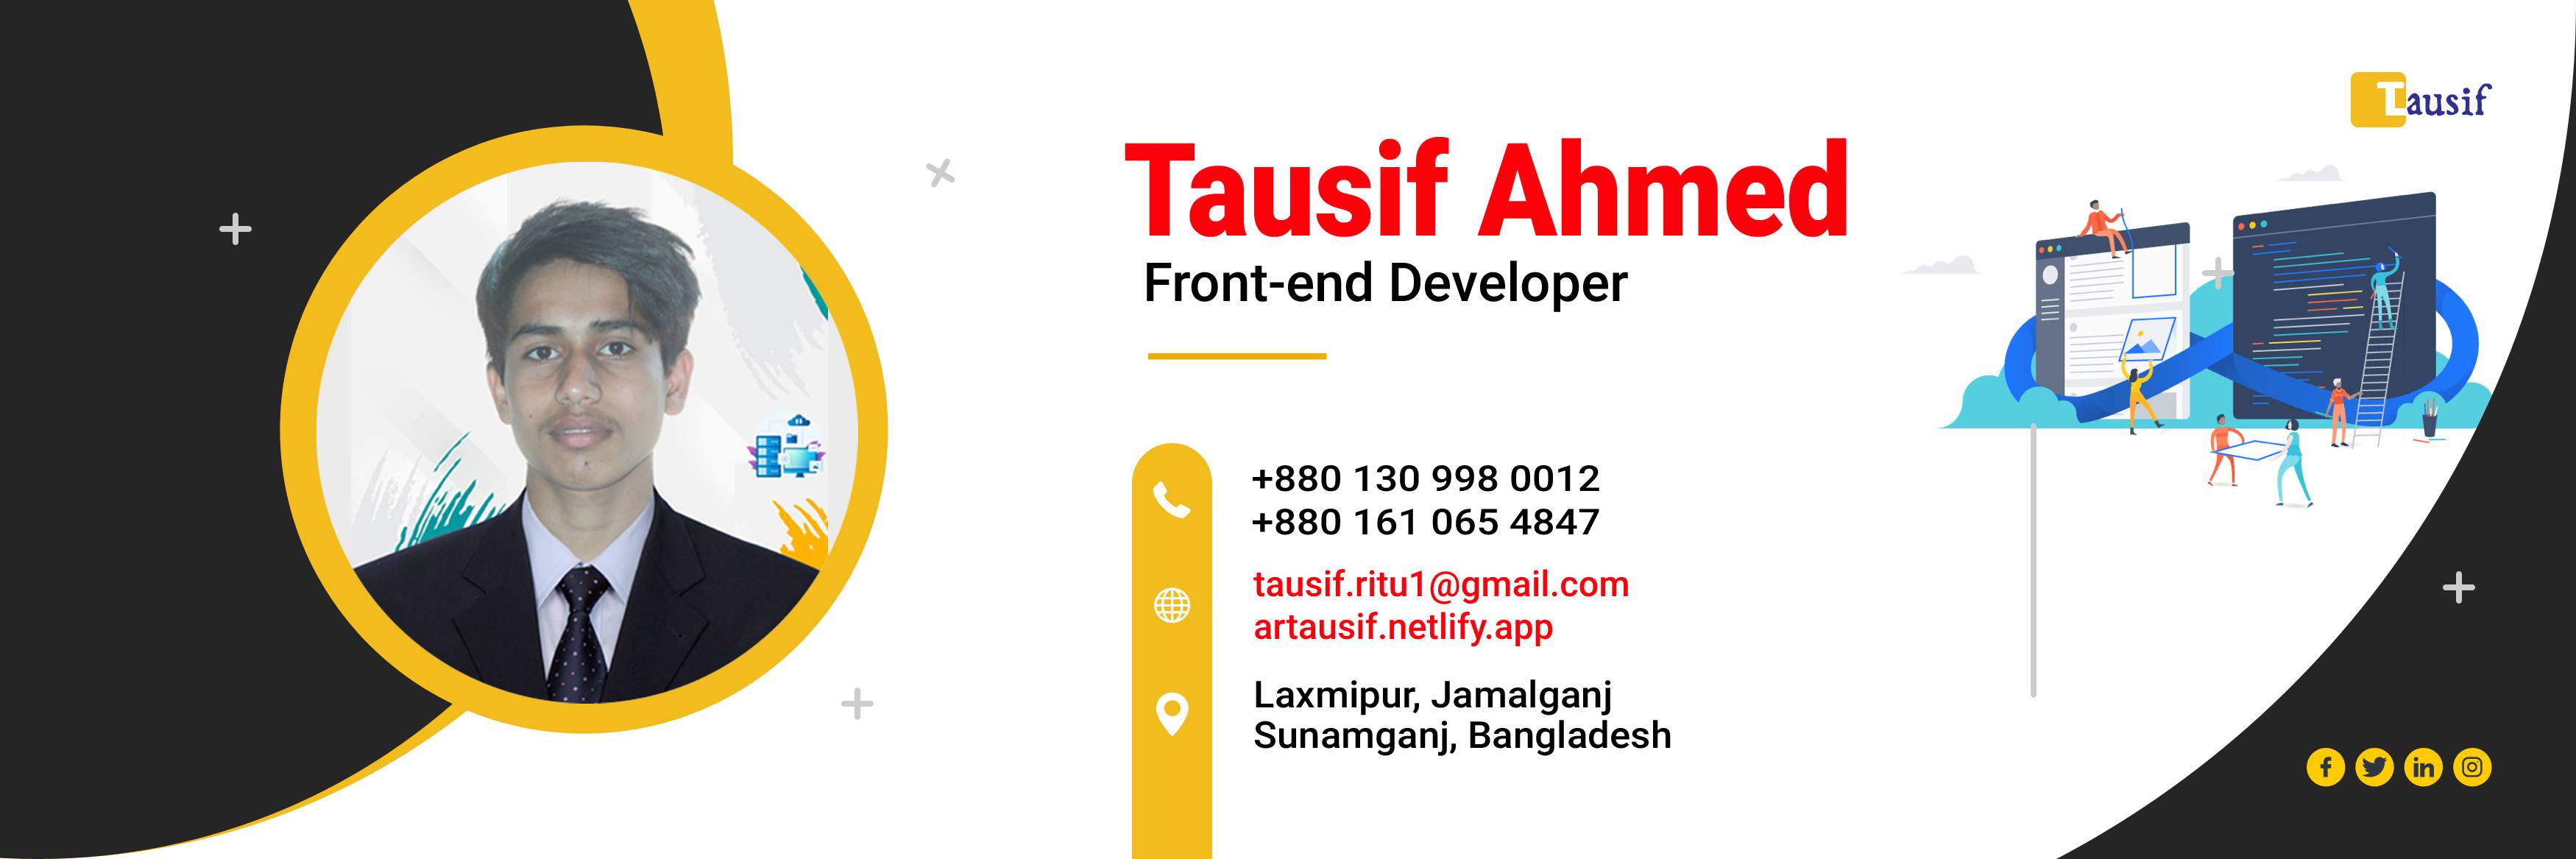 Tausif
Tausif Ahmed
Front-end Developer
+880 130 998 0012
+880 161 065 4847
tausif.ritu1@gmail.com
artausif.netlify.app
Laxmipur, Jamalganj
Sunamganj, Bangladesh